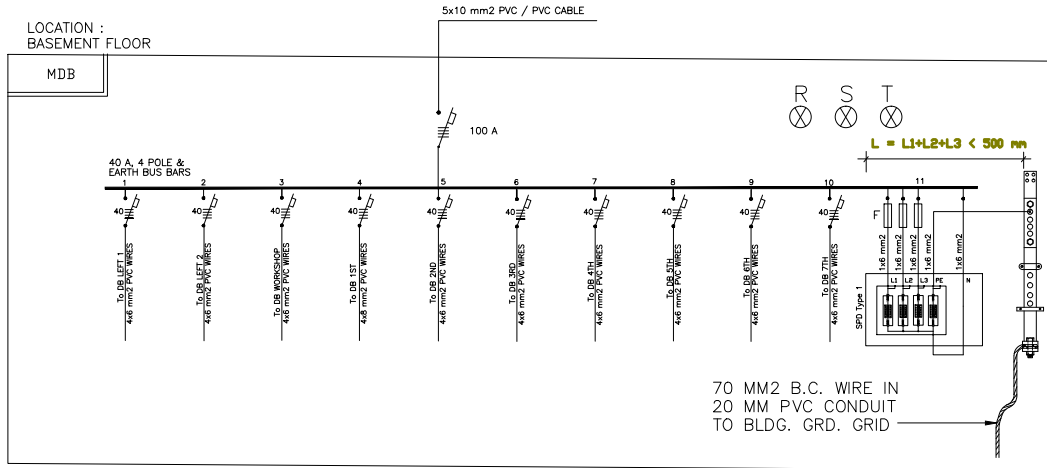 5x10 mm2 PVC / PVC CABLE
LOCATION :
BASEMENT FLOOR
MDB
100 A
R S T
L = L1+L2+L3 < 500 mm
40 A, 4 POLE &
EARTH BUS BARS
1 2 3 4 5 6 7 8 9 10 11
40 40 40 40 40 40 40 40 40 40
F
To DB LEFT 1
4x6 mm2 PVC WIRES
To DB LEFT 2
4x6 mm2 PVC WIRES
To DB WORKSHOP
4x6 mm2 PVC WIRES
To DB 1ST
4x8 mm2 PVC WIRES
To DB 2ND
4x6 mm2 PVC WIRES
To DB 3RD
4x6 mm2 PVC WIRES
To DB 4TH
4x6 mm2 PVC WIRES
To DB 5TH
4x6 mm2 PVC WIRES
To DB 6TH
4x6 mm2 PVC WIRES
To DB 7TH
4x6 mm2 PVC WIRES
1x6 mm2
1x6 mm2
1x6 mm2
1x6 mm2
1x6 mm2
L1 L2 L3 PE N
SPD Type 1
70 MM2 B.C. WIRE IN
20 MM PVC CONDUIT
TO BLDG. GRD. GRID